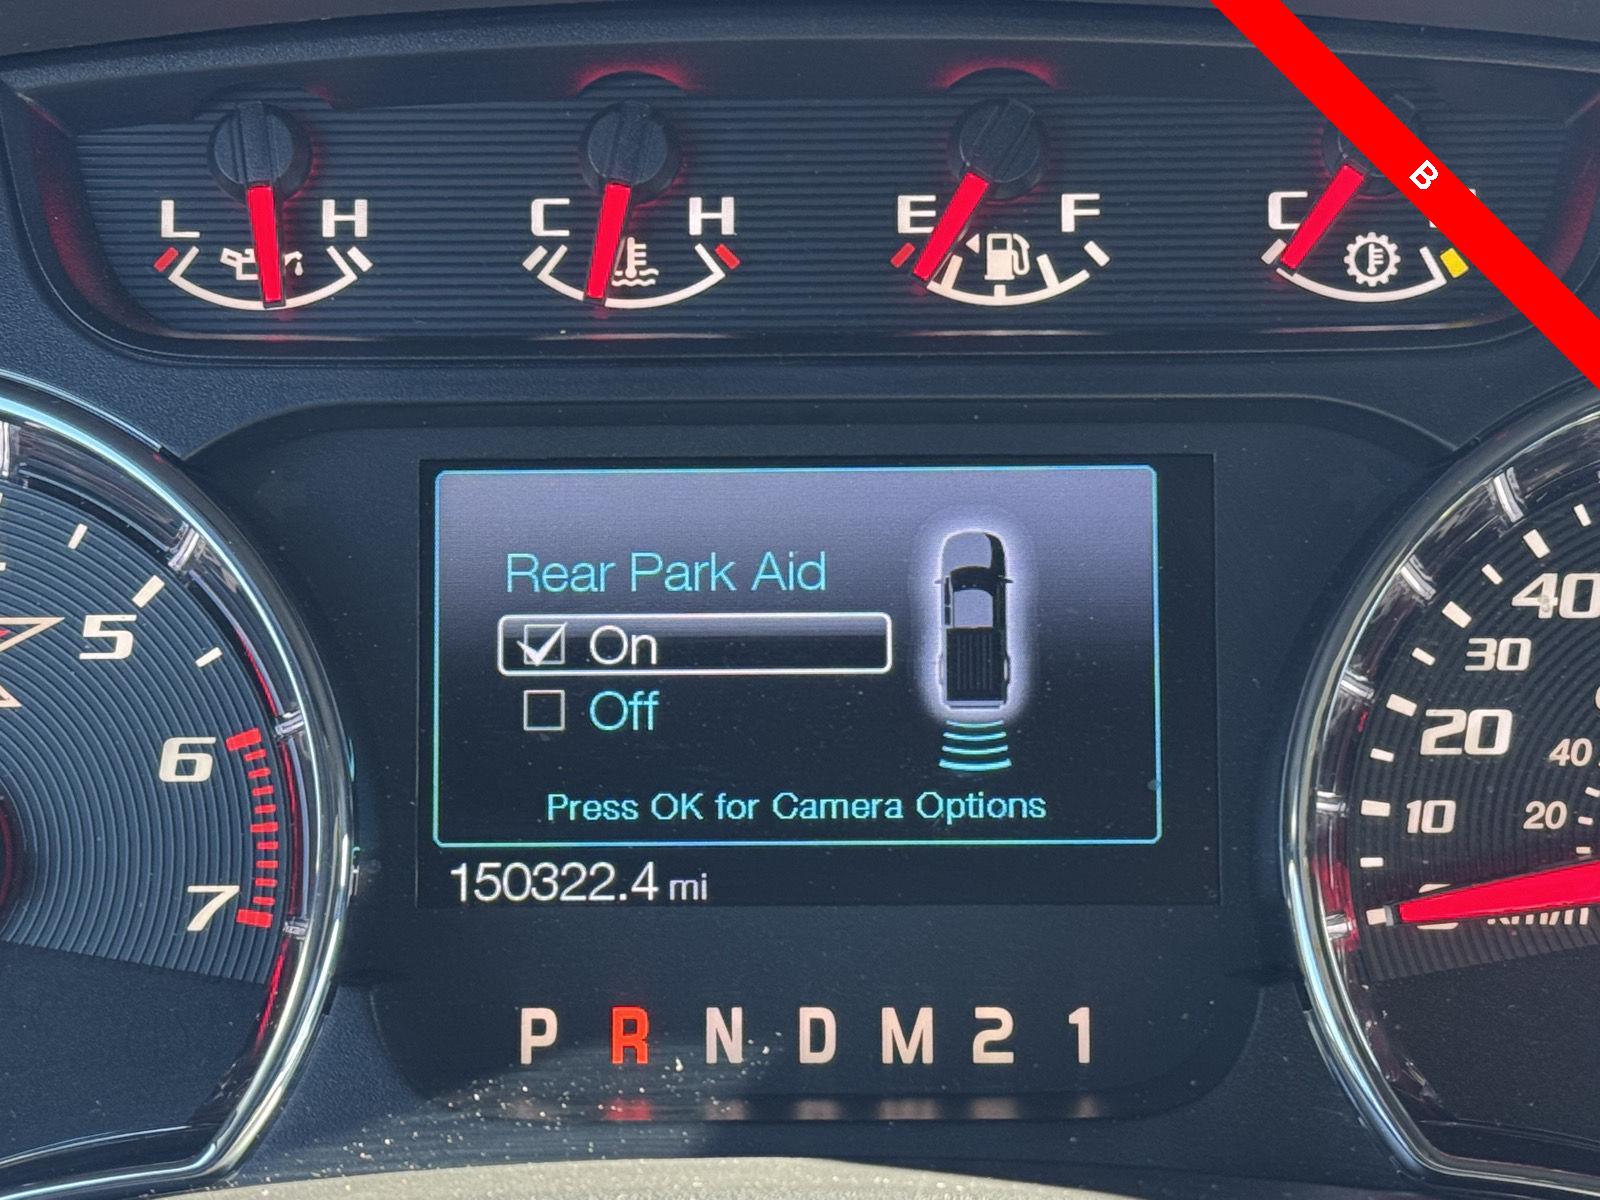 L H C H E F C
B
Rear Park Aid
On
Off
Press OK for Camera Options
150322.4 mi
5
6
7
40
30
20
10
40
20
P R N D M 2 1